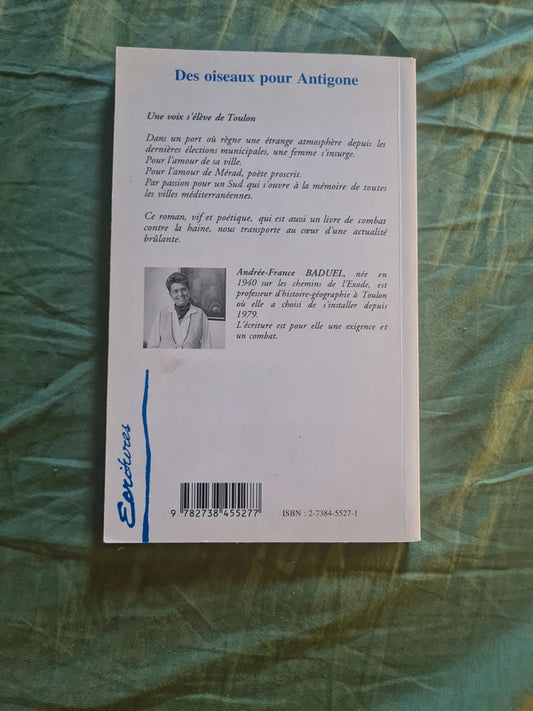 Des oiseaux pour Antigone
Une voix s'élève de Toulon
Dans un port où règne une étrange atmosphère depuis les
dernières élections municipales, une femme s'insurge.
Pour l'amour de sa ville.
Pour l'amour de Mérad, poète proscrit.
Par passion pour un Sud qui s'ouvre à la mémoire de toutes
les villes méditerranéennes.
Ce roman, vif et poétique, qui est aussi un livre de combat
contre la haine, nous transporte au cœur d'une actualité
brûlante.
Andrée-France BADUEL, née en
1940 sur les chemins de l'Exode, est
professeur d'histoire-géographie à Toulon
où elle a choisi de s'installer depuis
1979.
L'écriture est pour elle une exigence et
un combat.
Ecritures
9 782738 455277
ISBN : 2-7384-5527-1